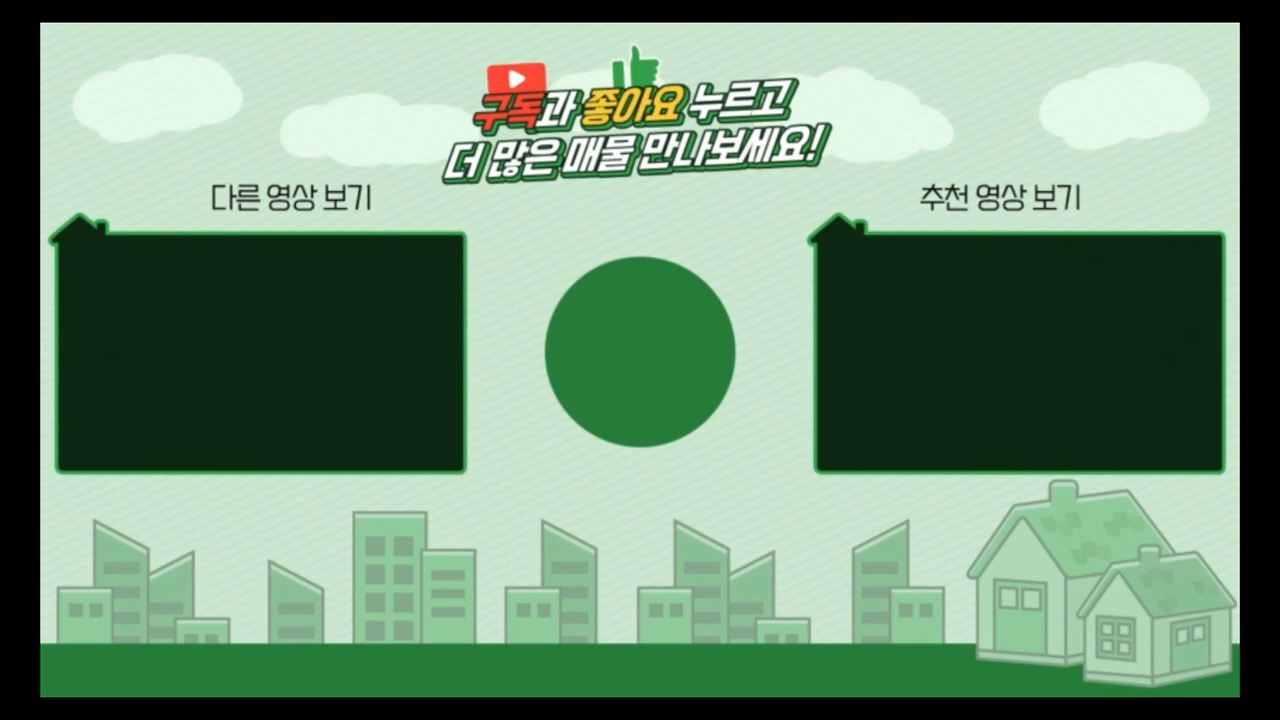 구독과 좋아요 누르고
더 많은 매물 만나보세요!
다른 영상 보기
추천 영상 보기